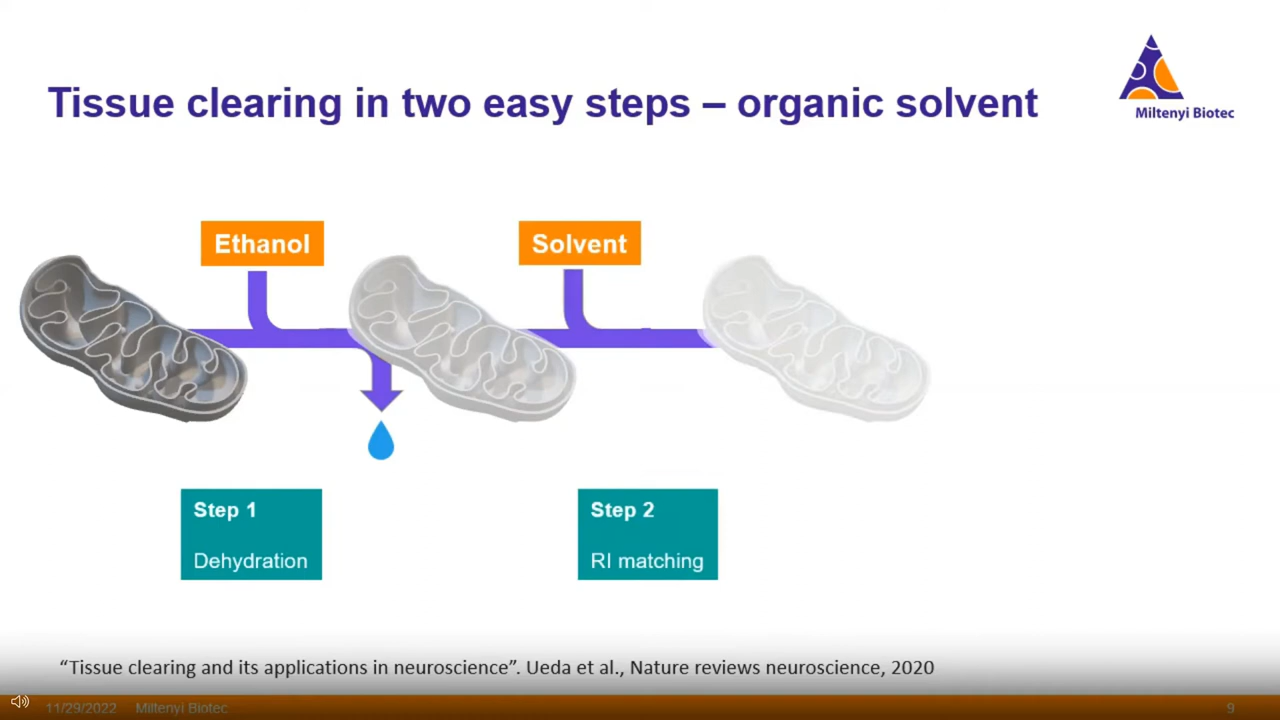 Tissue clearing in two easy steps – organic solvent
Miltenyi Biotec
Ethanol
Solvent
Step 1
Dehydration
Step 2
RI matching
“Tissue clearing and its applications in neuroscience”. Ueda et al., Nature reviews neuroscience, 2020
11/29/2022 Miltenyi Biotec 9